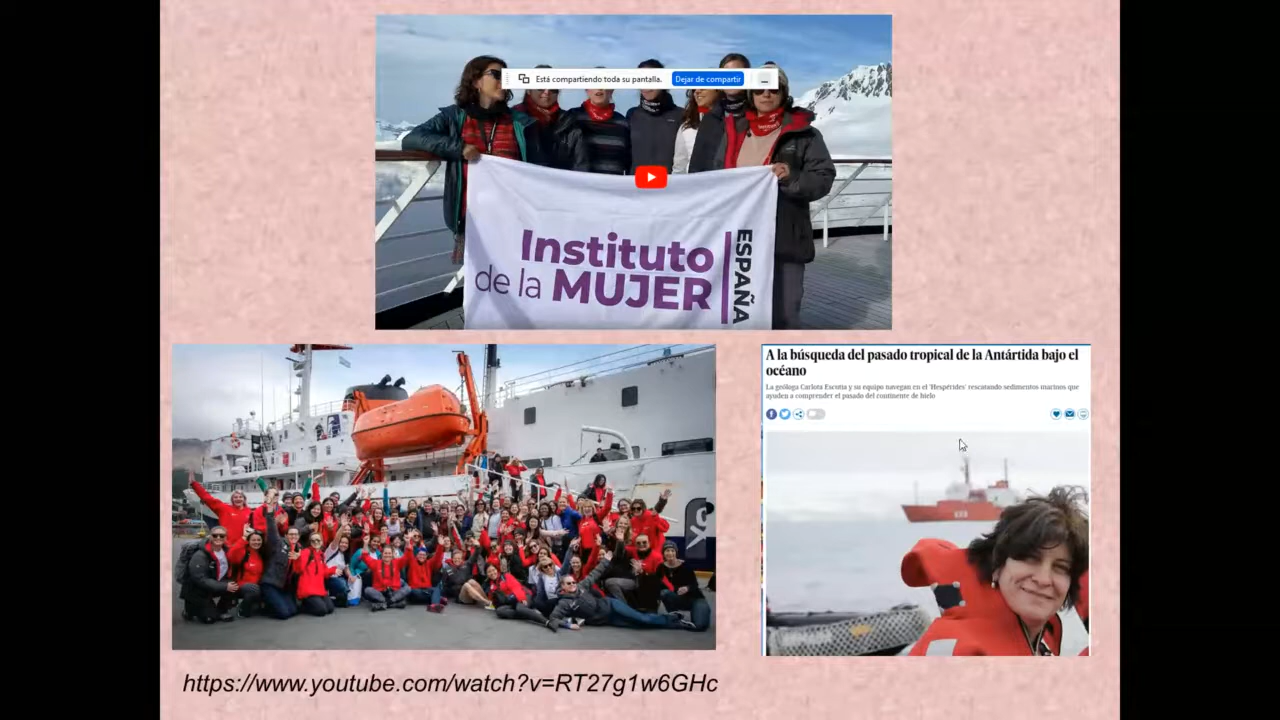 Está compartiendo toda su pantalla. Dejar de compartir
Instituto
de la MUJER
ESPAÑA
A la búsqueda del pasado tropical de la Antártida bajo el
océano
La geóloga Carlota Escutia y su equipo navegan en el 'Hespérides' rescatando sedimentos marinos que
ayuden a comprender el pasado del continente de hielo
https://www.youtube.com/watch?v=RT27g1w6GHc